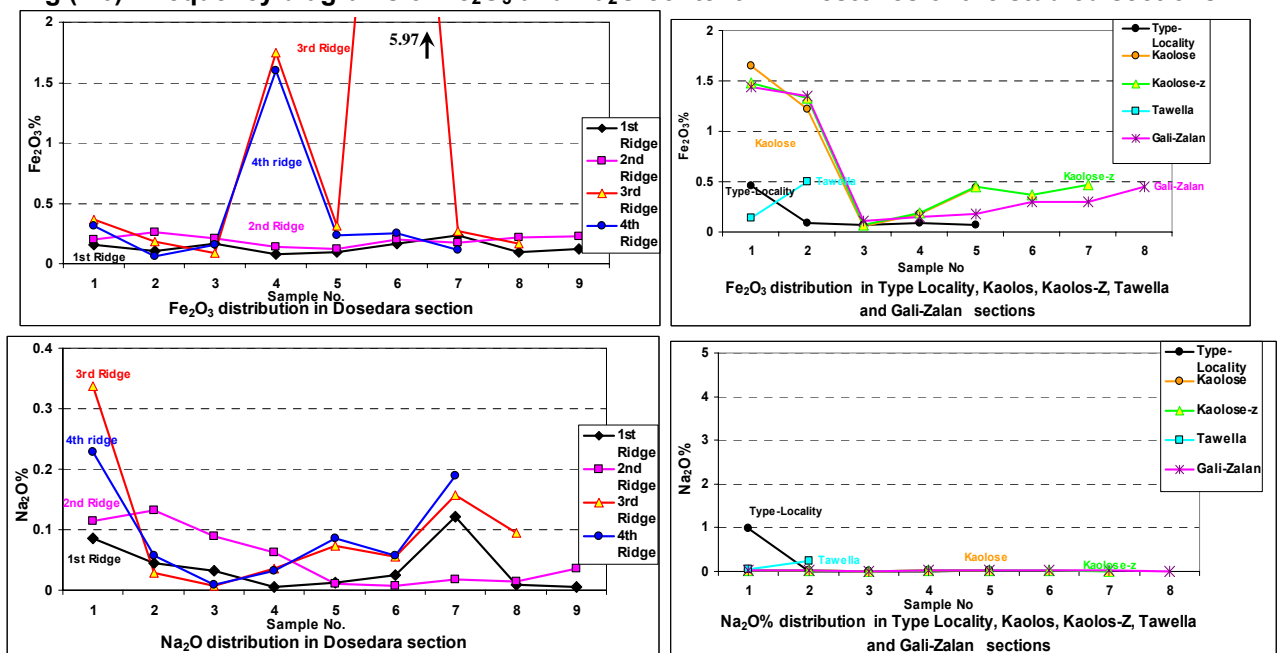 Frequency diagrams of Fe₂O₃ and Na₂O content in limestones of the studied sections
2
1.5
1
0.5
0
Fe₂O₃%
5.97
3rd Ridge
4th ridge
2nd Ridge
1st Ridge
1st Ridge
2nd Ridge
3rd Ridge
4th Ridge
1 2 3 4 5 6 7 8 9
Sample No.
Fe₂O₃ distribution in Dosedara section
2
1.5
1
0.5
0
Fe₂O₃%
Kaolose
Type-Locality
Tawella
Kaolose-z
Gali-Zalan
Type-
Locality
Kaolose
Kaolose-z
Tawella
Gali-Zalan
1 2 3 4 5 6 7 8
Sample No
Fe₂O₃ distribution in Type Locality, Kaolos, Kaolos-Z, Tawella
and Gali-Zalan sections
0.4
0.3
0.2
0.1
0
Na₂O%
3rd Ridge
4th ridge
2nd Ridge
1st Ridge
1st Ridge
2nd Ridge
3rd Ridge
4th Ridge
1 2 3 4 5 6 7 8 9
Sample No.
Na₂O distribution in Dosedara section
5
4
3
2
1
0
Na₂O%
Type-Locality
Tawella
Kaolose
Kaolose-z
Type-
Locality
Kaolose
Kaolose-z
Tawella
Gali-Zalan
1 2 3 4 5 6 7 8
Sample No
Na₂O% distribution in Type Locality, Kaolos, Kaolos-Z, Tawella
and Gali-Zalan sections